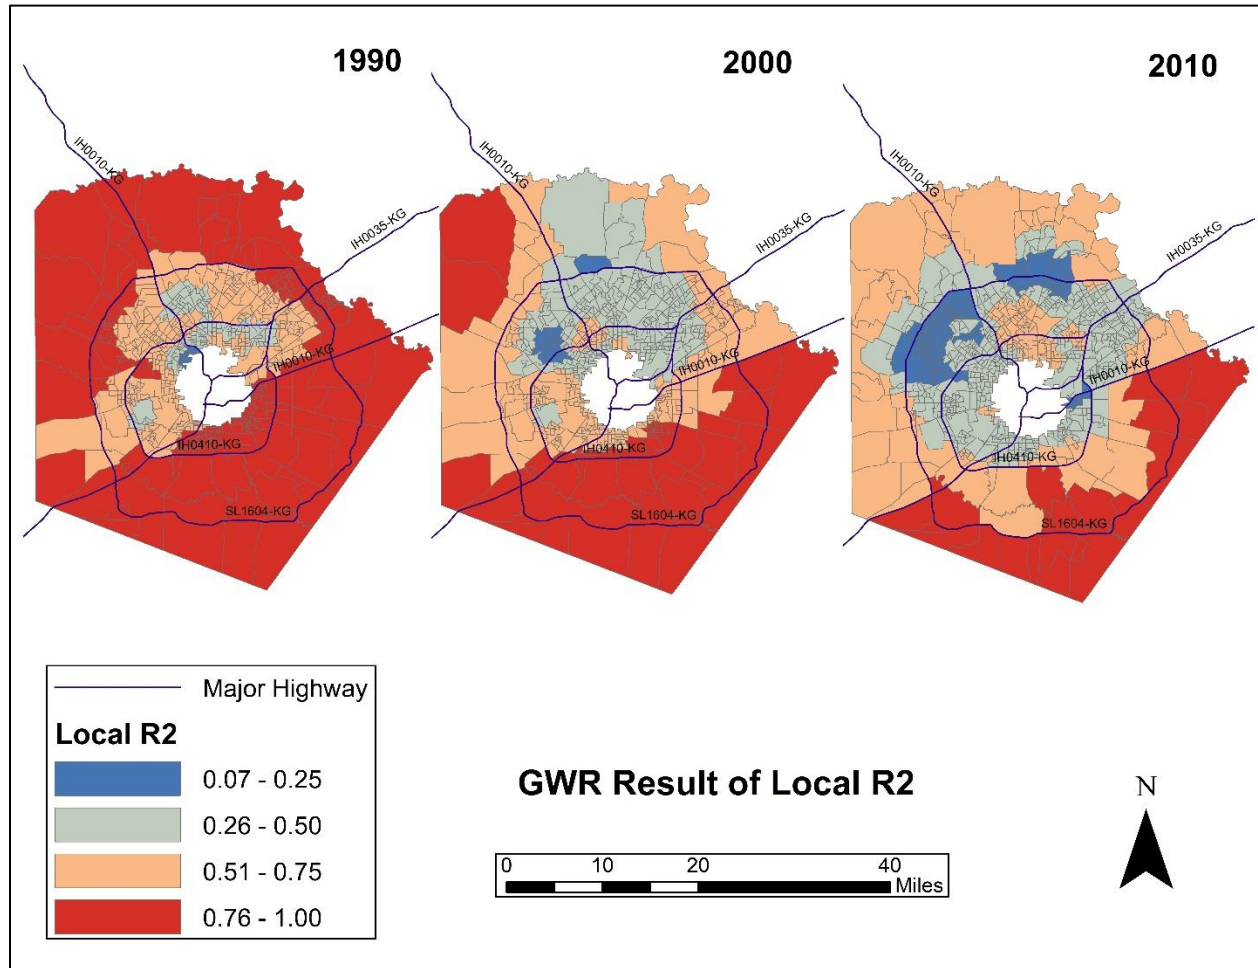 1990
2000
2010
IH0010-KG
IH0035-KG
IH0010-KG
IH0410-KG
SL1604-KG
IH0010-KG
IH0035-KG
IH0010-KG
IH0410-KG
SL1604-KG
IH0010-KG
IH0035-KG
IH0010-KG
IH0410-KG
SL1604-KG
Major Highway
Local R2
0.07 - 0.25
0.26 - 0.50
0.51 - 0.75
0.76 - 1.00
GWR Result of Local R2
0 10 20 40
Miles
N